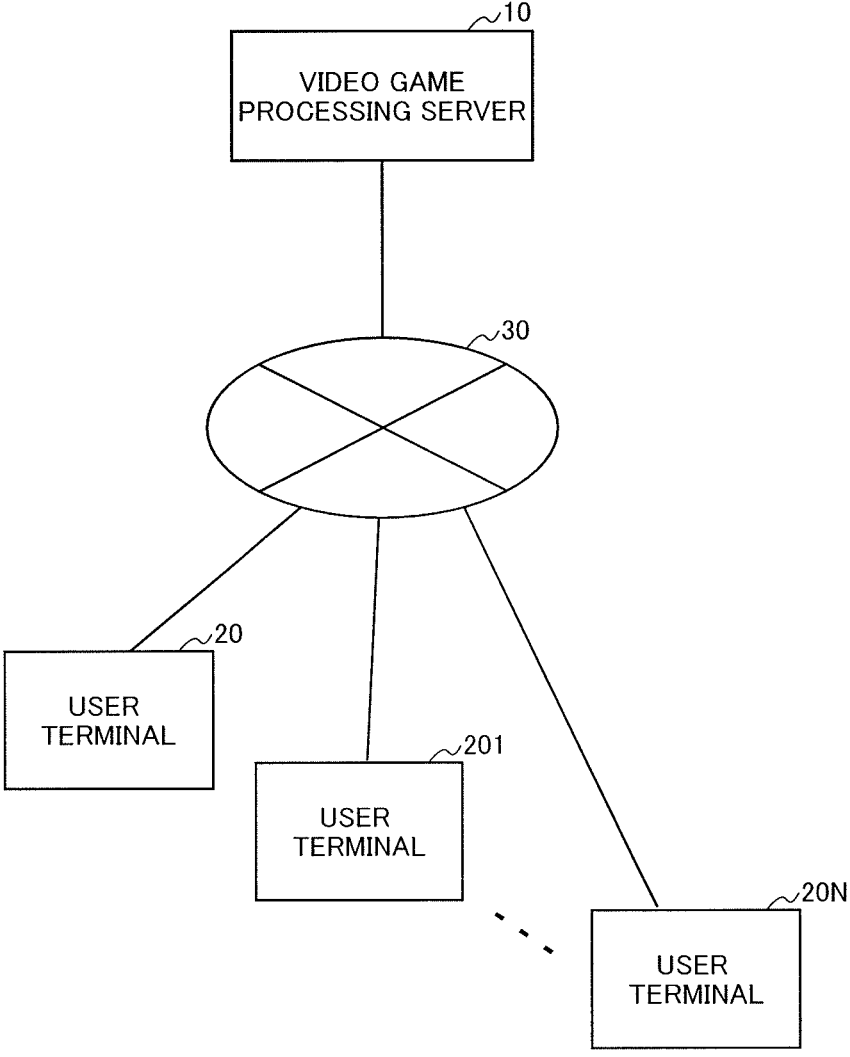 10
VIDEO GAME
PROCESSING SERVER
30
20
USER
TERMINAL
201
USER
TERMINAL
20N
USER
TERMINAL